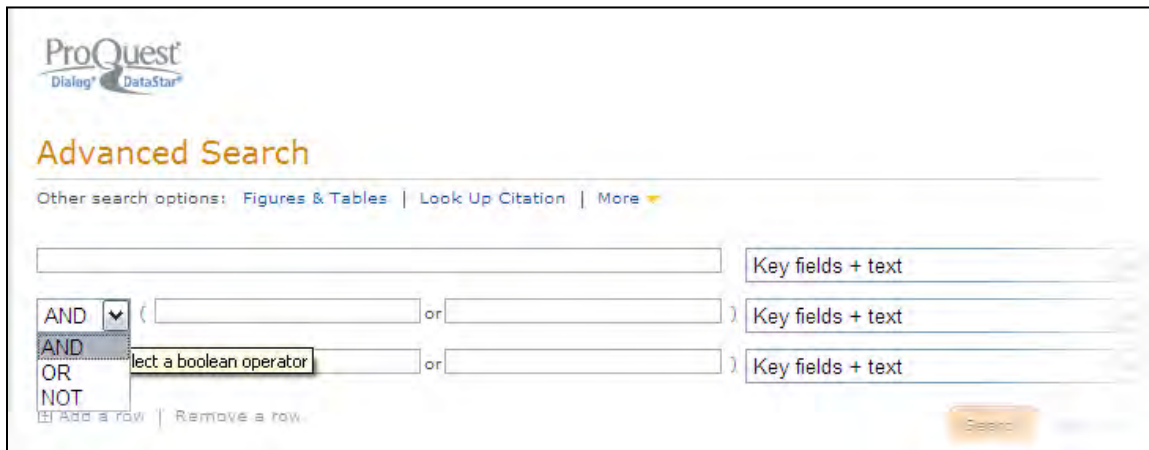 ProQuest
Dialog® DataStar®
Advanced Search
Other search options: Figures & Tables | Look Up Citation | More
Key fields + text
AND ( or ) Key fields + text
AND
lect a boolean operator or ) Key fields + text
OR
NOT
Add a row | Remove a row
Search